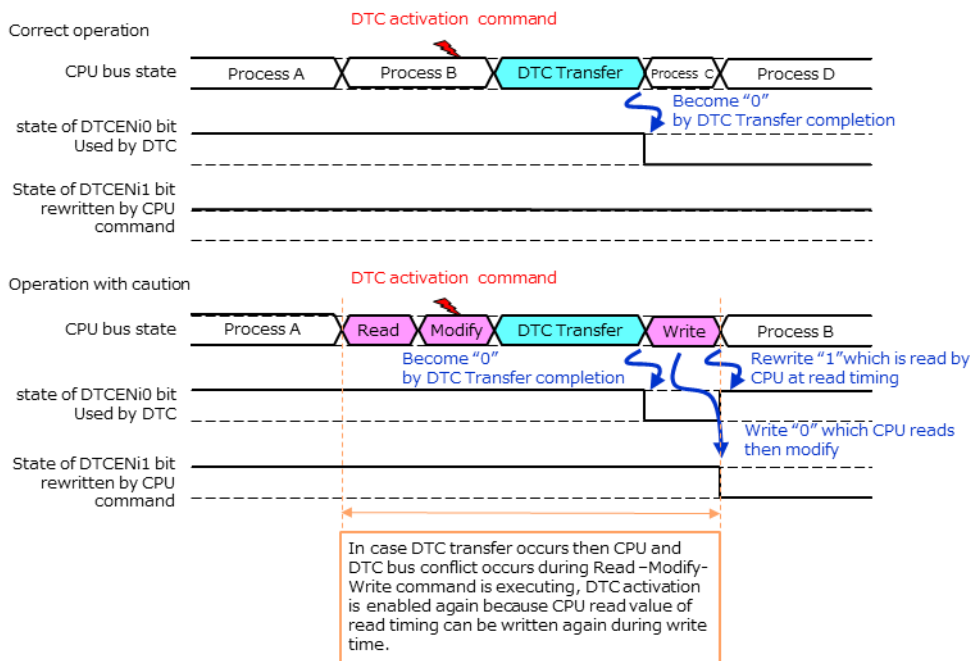 DTC activation command
Correct operation
CPU bus state
Process A
Process B
DTC Transfer
Process C
Process D
Become “0”
by DTC Transfer completion
state of DTCENi0 bit
Used by DTC
State of DTCENi1 bit
rewritten by CPU
command
DTC activation command
Operation with caution
CPU bus state
Process A
Read
Modify
DTC Transfer
Write
Process B
Become “0”
by DTC Transfer completion
Rewrite “1”which is read by
CPU at read timing
state of DTCENi0 bit
Used by DTC
Write “0” which CPU reads
then modify
State of DTCENi1 bit
rewritten by CPU
command
In case DTC transfer occurs then CPU and
DTC bus conflict occurs during Read –Modify-
Write command is executing, DTC activation
is enabled again because CPU read value of
read timing can be written again during write
time.